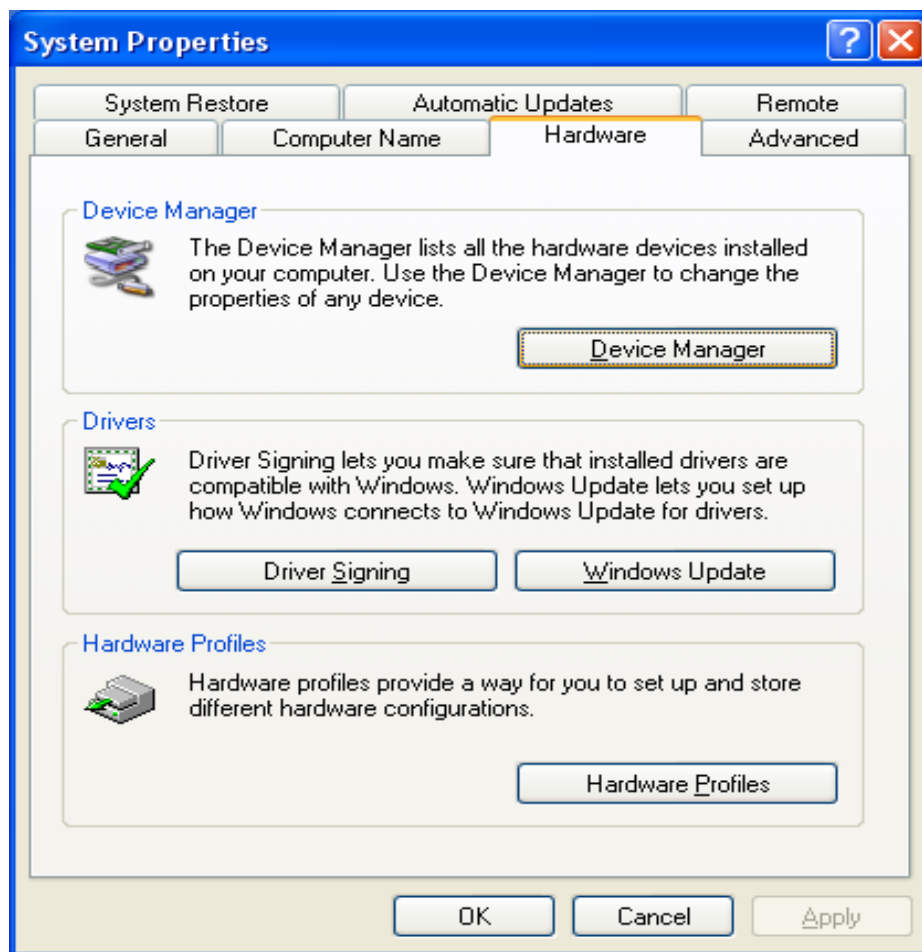 System Properties
System Restore Automatic Updates Remote
General Computer Name Hardware Advanced
Device Manager
The Device Manager lists all the hardware devices installed
on your computer. Use the Device Manager to change the
properties of any device.
Device Manager
Drivers
Driver Signing lets you make sure that installed drivers are
compatible with Windows. Windows Update lets you set up
how Windows connects to Windows Update for drivers.
Driver Signing Windows Update
Hardware Profiles
Hardware profiles provide a way for you to set up and store
different hardware configurations.
Hardware Profiles
OK Cancel Apply